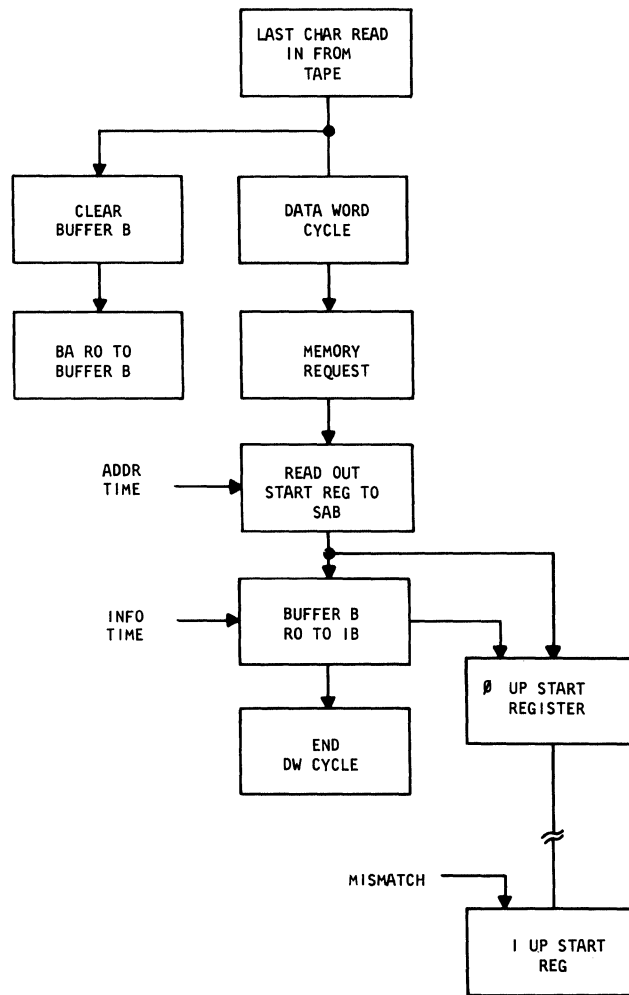 LAST CHAR READ
IN FROM
TAPE
CLEAR
BUFFER B
DATA WORD
CYCLE
BA RO TO
BUFFER B
MEMORY
REQUEST
ADDR
TIME
READ OUT
START REG TO
SAB
INFO
TIME
BUFFER B
RO TO IB
Ø UP START
REGISTER
END
DW CYCLE
MISMATCH
I UP START
REG